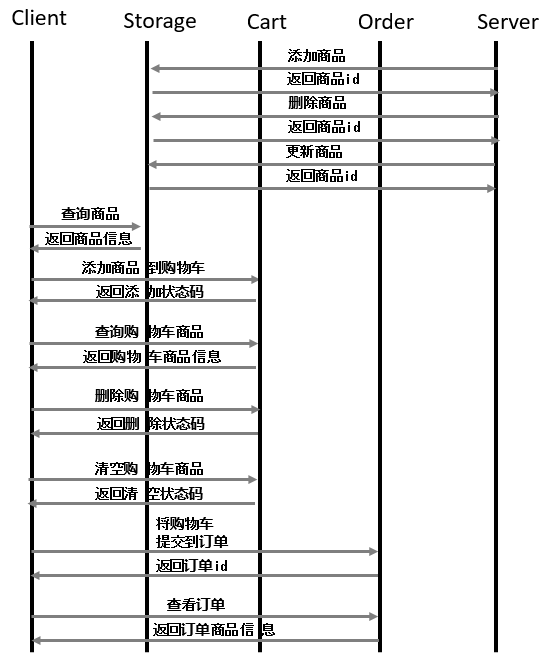 Client Storage Cart Order Server
添加商品
返回商品id
删除商品
返回商品id
更新商品
返回商品id
查询商品
返回商品信息
添加商品到购物车
返回添加状态码
查询购物车商品
返回购物车商品信息
删除购物车商品
返回删除状态码
清空购物车商品
返回清空状态码
将购物车
提交到订单
返回订单id
查看订单
返回订单商品信息